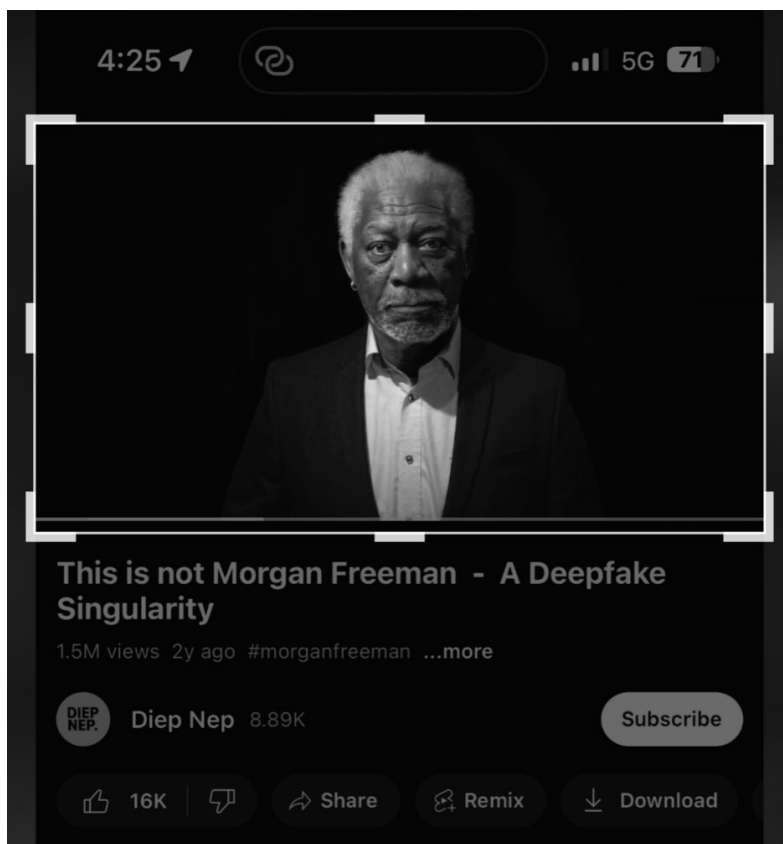 4:25 5G 71
This is not Morgan Freeman - A Deepfake
Singularity
1.5M views 2y ago #morganfreeman ...more
DIEP
NEP.
Diep Nep 8.89K Subscribe
16K Share Remix Download